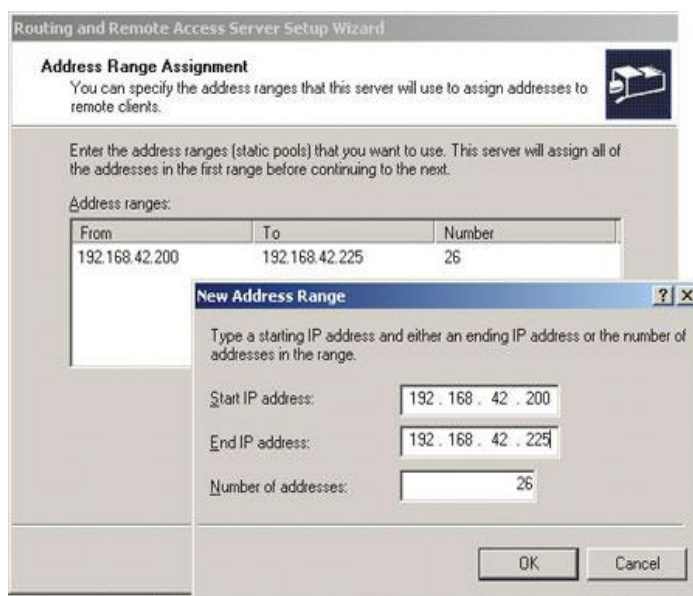 Routing and Remote Access Server Setup Wizard
Address Range Assignment
You can specify the address ranges that this server will use to assign addresses to
remote clients.
Enter the address ranges (static pools) that you want to use. This server will assign all of
the addresses in the first range before continuing to the next.
Address ranges:
From To Number
192.168.42.200 192.168.42.225 26
New Address Range
Type a starting IP address and either an ending IP address or the number of
addresses in the range.
Start IP address: 192 . 168 . 42 . 200
End IP address: 192 . 168 . 42 . 225
Number of addresses: 26
OK Cancel